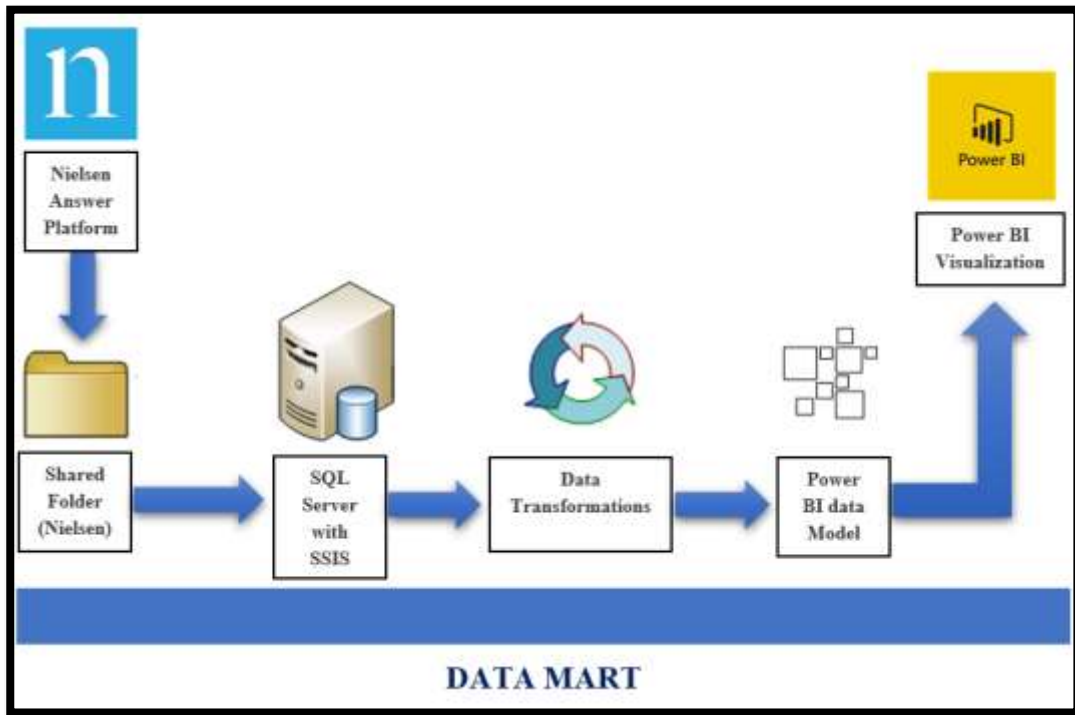 n
Nielsen
Answer
Platform
Power BI
Power BI
Visualization
Shared
Folder
(Nielsen)
SQL
Server
with
SSIS
Data
Transformations
Power
BI data
Model
DATA MART